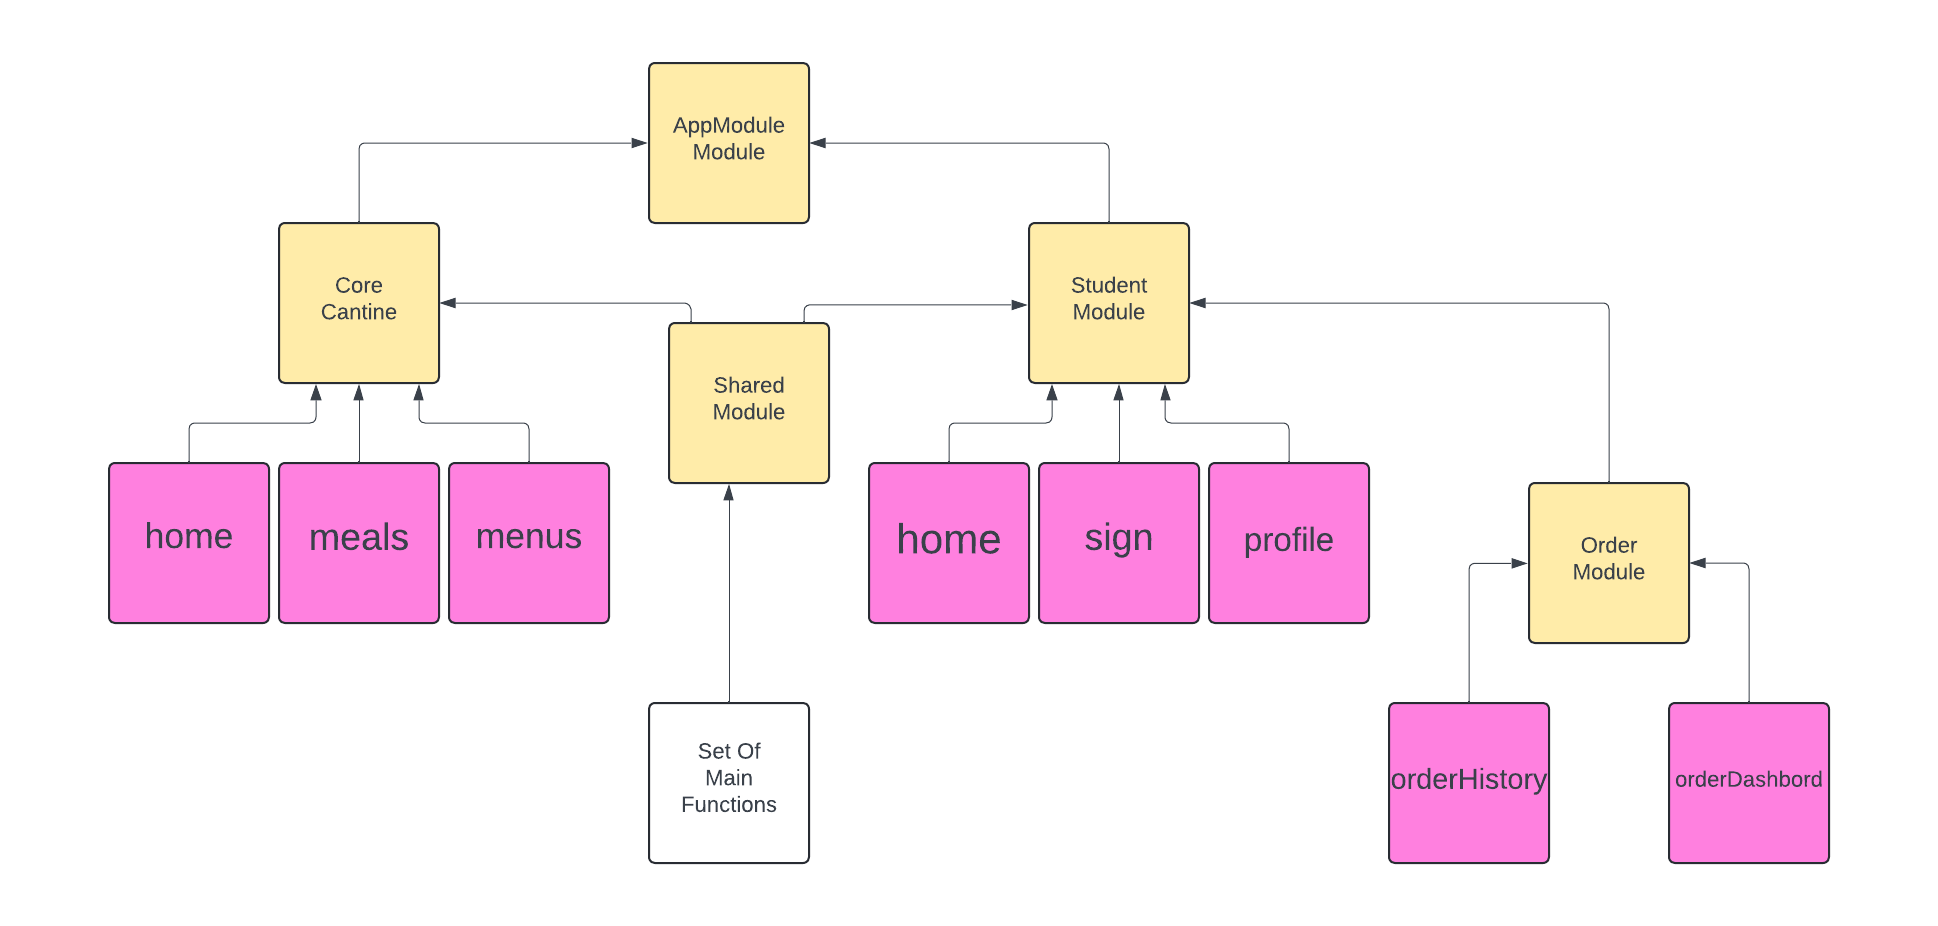 AppModule
Module
Core
Cantine
Student
Module
Shared
Module
home
meals
menus
home
sign
profile
Order
Module
Set Of
Main
Functions
orderHistory
orderDashbord